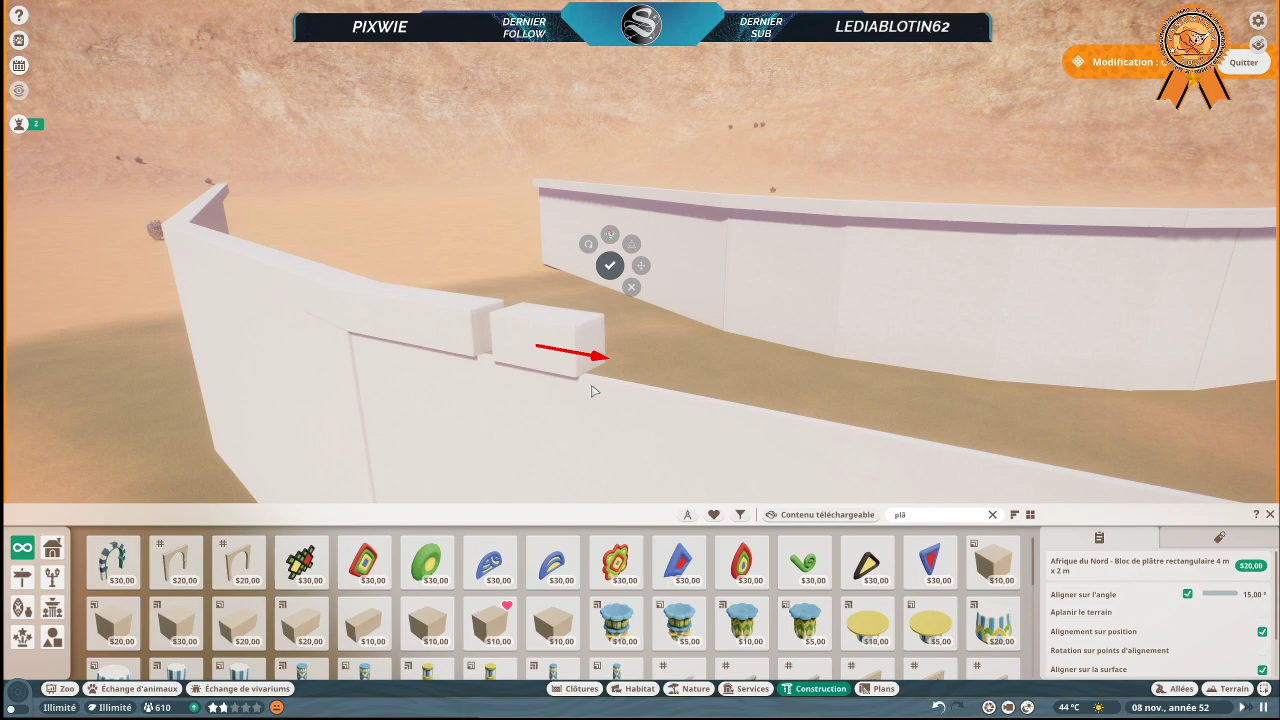 PIXWIE
DERNIER
FOLLOW
DERNIER
SUB
LEDIABLOTIN62
Modification :
Quitter
2
Contenu téléchargeable
plâ
$30,00
$20,00
$20,00
$30,00
$30,00
$30,00
$30,00
$30,00
$30,00
$30,00
$30,00
$30,00
$30,00
$30,00
$10,00
$20,00
$30,00
$20,00
$20,00
$10,00
$10,00
$10,00
$10,00
$10,00
$5,00
$10,00
$5,00
$10,00
$5,00
$20,00
Afrique du Nord - Bloc de plâtre rectangulaire 4 m
x 2 m
$20,00
Aligner sur l'angle
15,00 °
Aplanir le terrain
Alignement sur position
Rotation sur points d'alignement
Aligner sur la surface
Zoo
Échange d'animaux
Échange de vivariums
Clôtures
Habitat
Nature
Services
Construction
Plans
Allées
Terrain
Illimité
Illimité
610
44 °C
08 nov., année 52